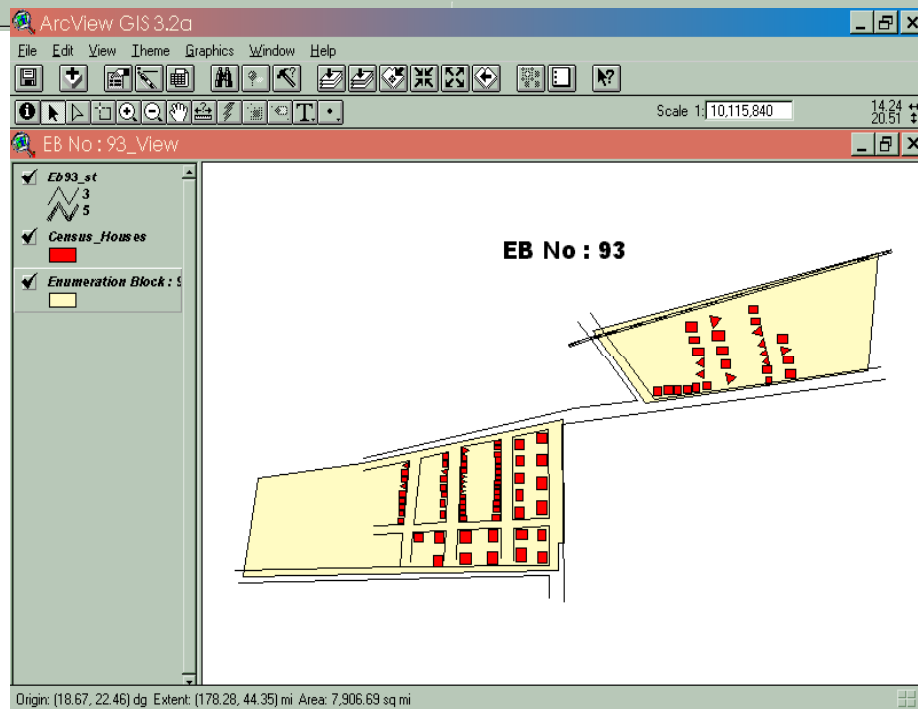 ArcView GIS 3.2a
File Edit View Theme Graphics Window Help
Scale 1: 10,115,840
14.24
20.51
EB No : 93_View
Eb93_st
3
5
Census_Houses
Enumeration Block : 9
EB No : 93
Origin: (18.67, 22.46) dg Extent: (178.28, 44.35) mi Area: 7,906.69 sq mi